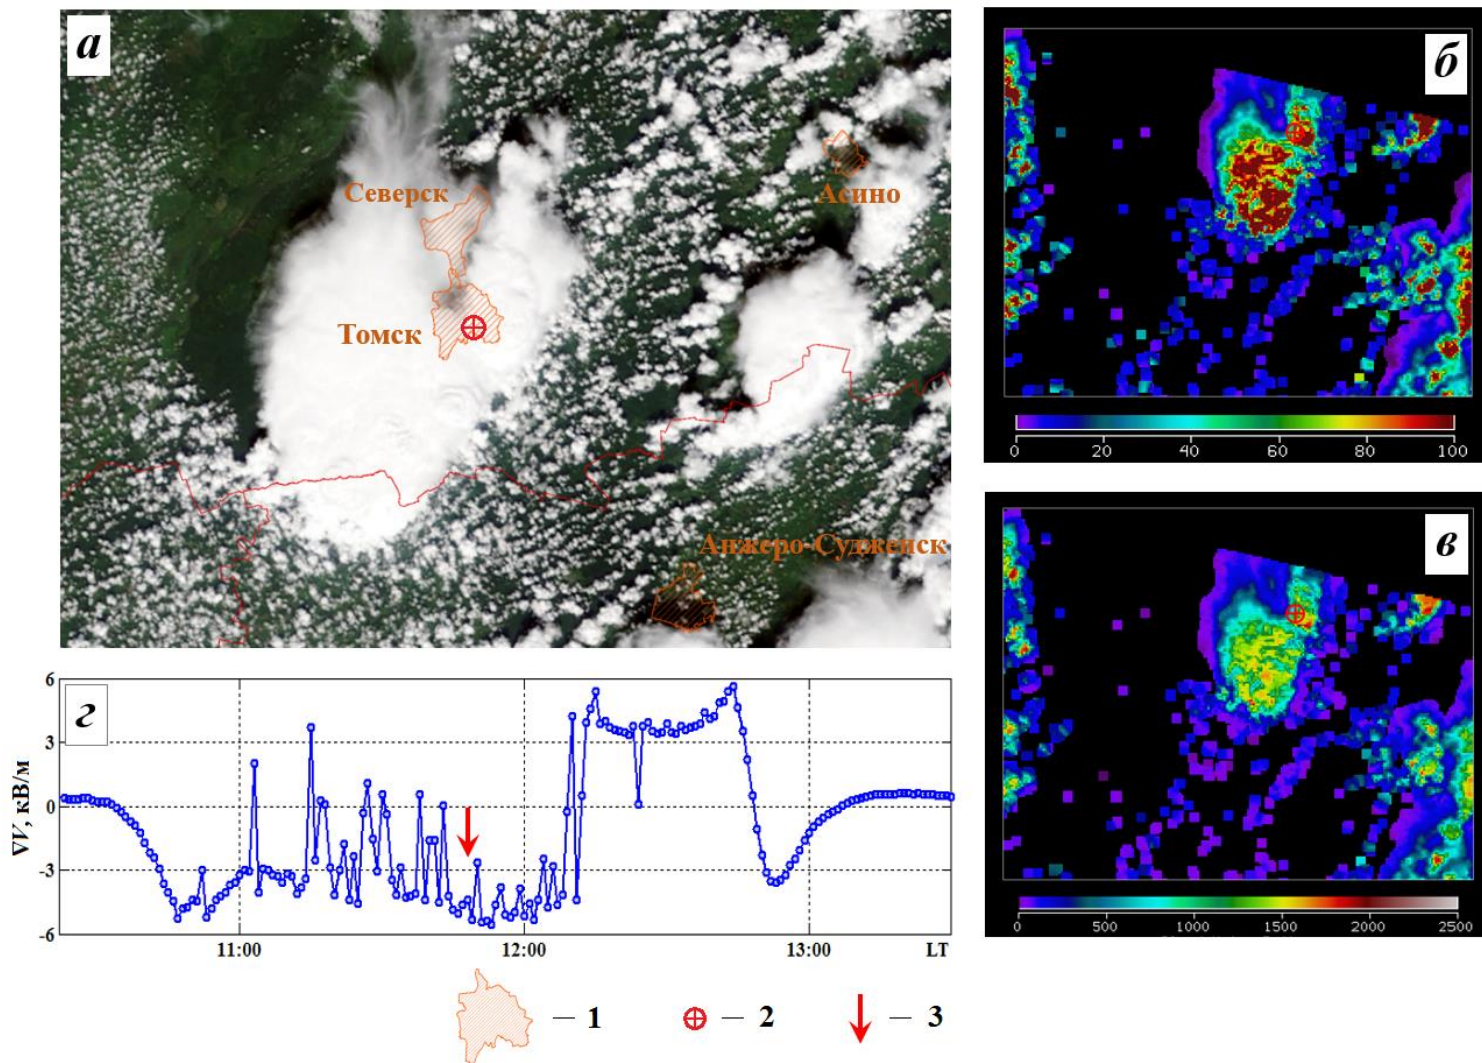 а
Северск
Асино
Томск
Анжеро-Судженск
б
0 20 40 60 80 100
в
0 500 1000 1500 2000 2500
г
∇V, кВ/м
6
3
0
-3
-6
11:00 12:00 13:00 LT
— 1
— 2
— 3